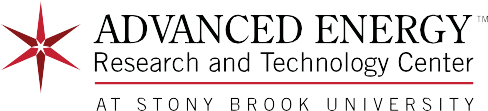 ADVANCED ENERGY™
Research and Technology Center
AT STONY BROOK UNIVERSITY